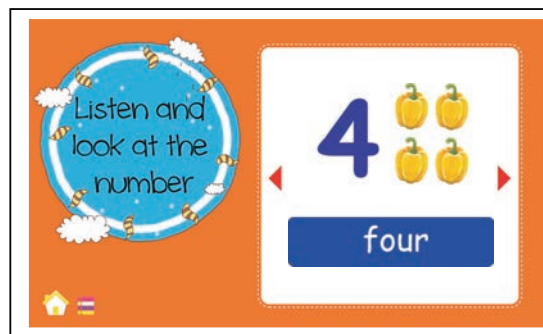 Listen and
look at the
number
4
four